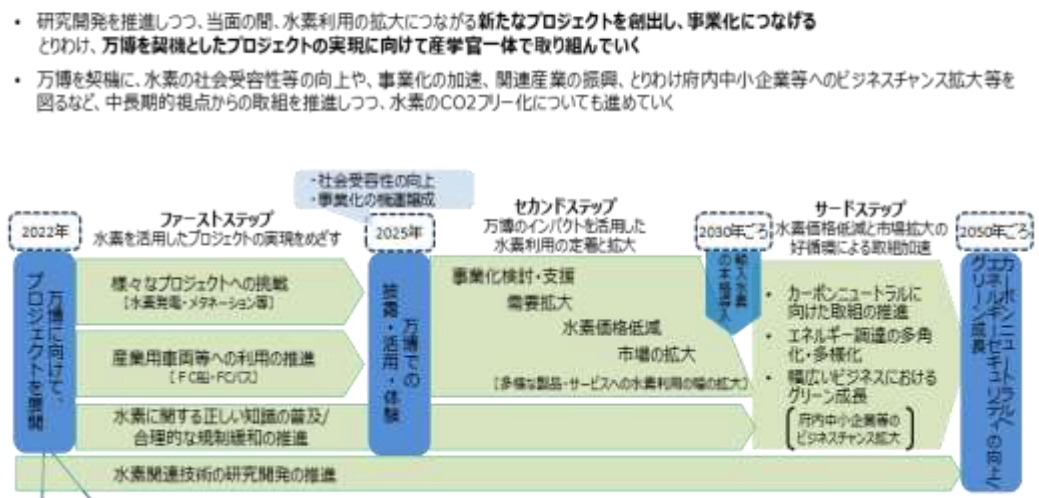 • 研究開発を推進しつつ、当面の間、水素利用の拡大につながる新たなプロジェクトを創出し、事業化につなげる
とりわけ、万博を契機としたプロジェクトの実現に向けて産学官一体で取り組んでいく
• 万博を契機に、水素の社会受容性等の向上や、事業化の加速、関連産業の振興、とりわけ府内中小企業等へのビジネスチャンス拡大等を
図るなど、中長期的視点からの取組を推進しつつ、水素のCO2フリー化についても進めていく
・社会受容性の向上
・事業化の機運醸成
2022年
ファーストステップ
水素を活用したプロジェクトの実現をめざす
2025年
セカンドステップ
万博のインパクトを活用した
水素利用の定着と拡大
2030年ごろ
サードステップ
水素価格低減と市場拡大の
好循環による取組加速
2050年ごろ
万博に向けて、
プロジェクトを展開
様々なプロジェクトへの挑戦
【水素発電・メタネーション等】
産業用車両等への利用の推進
【FC船・FCバス】
水素に関する正しい知識の普及/
合理的な規制緩和の推進
水素関連技術の研究開発の推進
万博での
披露・活用・体験
事業化検討・支援
需要拡大
水素価格低減
市場の拡大
【多様な製品・サービスへの水素利用の幅の拡大】
輸入水素
の本格導入
• カーボンニュートラルに
向けた取組の推進
• エネルギー調達の多角
化・多様化
• 幅広いビジネスにおける
グリーン成長
府内中小企業等の
ビジネスチャンス拡大
カーボンニュートラルへ
エネルギーセキュリティの向上/
グリーン成長